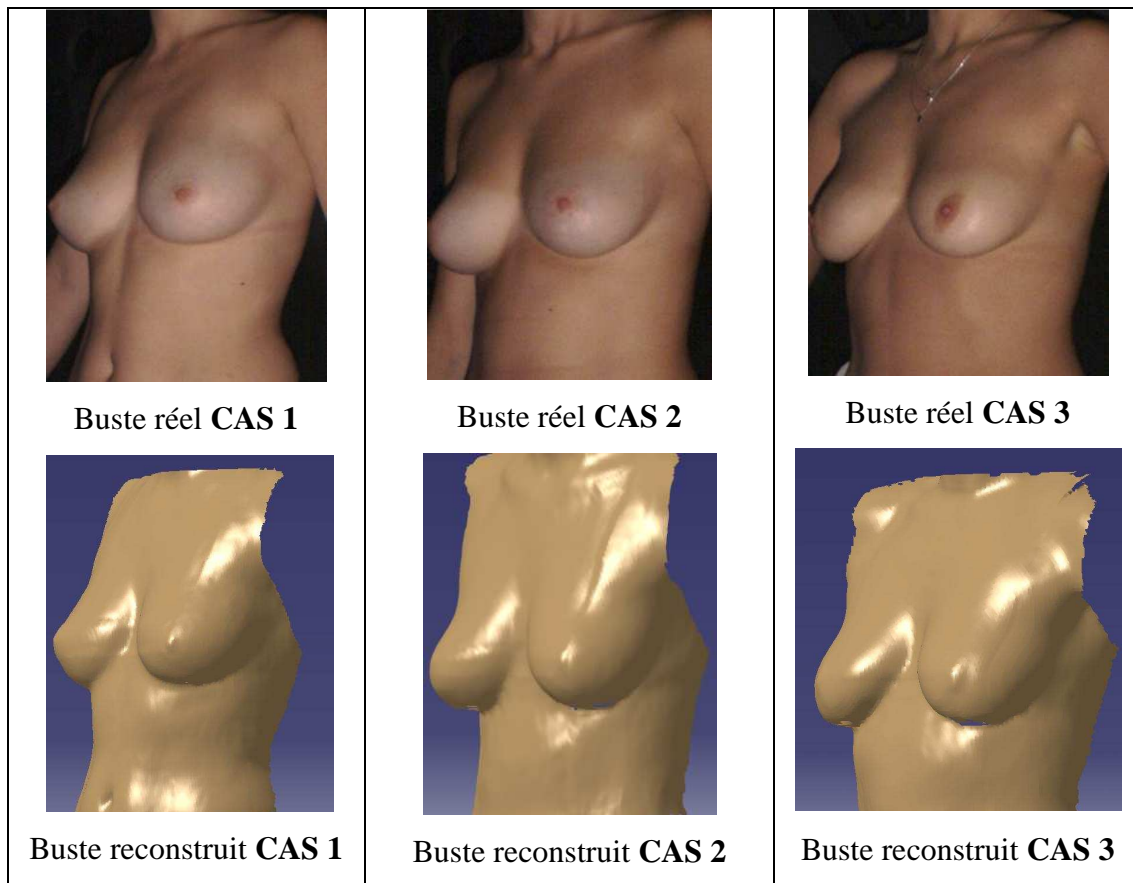 Buste réel CAS 1
Buste réel CAS 2
Buste réel CAS 3
Buste reconstruit CAS 1
Buste reconstruit CAS 2
Buste reconstruit CAS 3